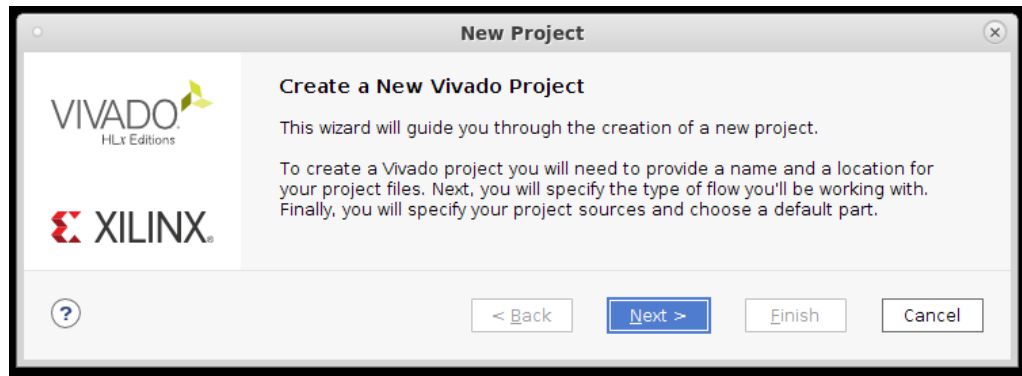 New Project
VIVADO.
HLx Editions
XILINX.
Create a New Vivado Project
This wizard will guide you through the creation of a new project.
To create a Vivado project you will need to provide a name and a location for
your project files. Next, you will specify the type of flow you'll be working with.
Finally, you will specify your project sources and choose a default part.
?
< Back
Next >
Finish
Cancel